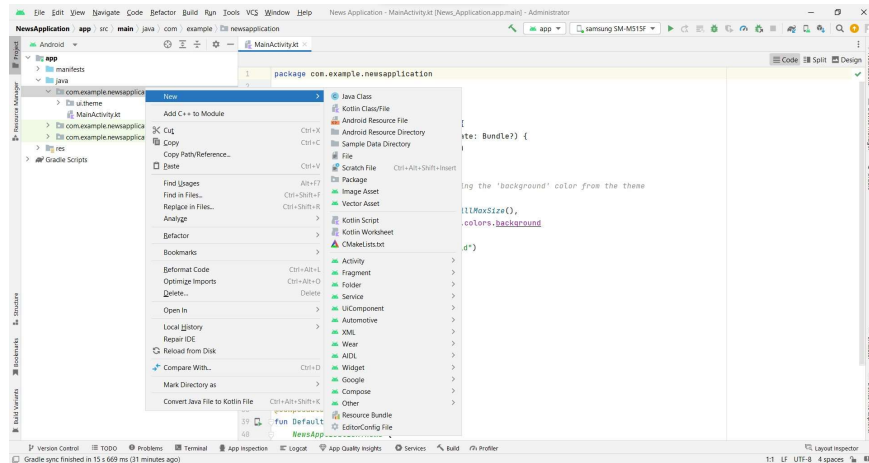 File Edit View Navigate Code Refactor Build Run Tools VCS Window Help News Application - MainActivity.kt [News_Application.app.main] - Administrator
NewsApplication app src main java com example newsapplication app samsung SM-M515F
Android MainActivity.kt
Code Split Design
Project
Resource Manager
Structure
Bookmarks
Build Variants
app
manifests
java
com.example.newsapplica
ui.theme
MainActivity.kt
com.example.newsapplica
com.example.newsapplica
res
Gradle Scripts
New
Add C++ to Module
Cut Ctrl+X
Copy Ctrl+C
Copy Path/Reference...
Paste Ctrl+V
Find Usages Alt+F7
Find in Files... Ctrl+Shift+F
Replace in Files... Ctrl+Shift+R
Analyze
Refactor
Bookmarks
Reformat Code Ctrl+Alt+L
Optimize Imports Ctrl+Alt+O
Delete... Delete
Open In
Local History
Repair IDE
Reload from Disk
Compare With... Ctrl+D
Mark Directory as
Convert Java File to Kotlin File Ctrl+Alt+Shift+K
Java Class
Kotlin Class/File
Android Resource File
Android Resource Directory
Sample Data Directory
File
Scratch File Ctrl+Alt+Shift+Insert
Package
Image Asset
Vector Asset
Kotlin Script
Kotlin Worksheet
CMakeLists.txt
Activity
Fragment
Folder
Service
UiComponent
Automotive
XML
Wear
AIDL
Widget
Google
Compose
Other
Resource Bundle
EditorConfig File
1 package com.example.newsapplication
2
{
ate: Bundle?) {
)
ing the 'background' color from the theme
llMaxSize(),
.colors.background
d")
39 fun Default
40
Version Control TODO Problems Terminal App Inspection Logcat App Quality Insights Services Build Profiler Layout Inspector
Gradle sync finished in 15 s 669 ms (31 minutes ago) 1:1 LF UTF-8 4 spaces